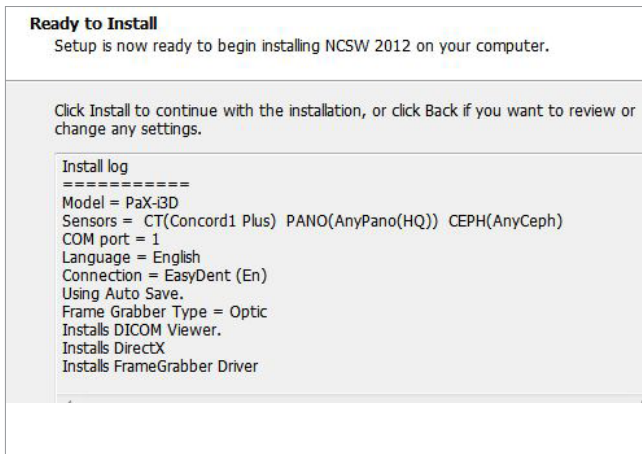 Ready to Install
Setup is now ready to begin installing NCSW 2012 on your computer.
Click Install to continue with the installation, or click Back if you want to review or
change any settings.
Install log
===========
Model = PaX-i3D
Sensors =  CT(Concord1 Plus)  PANO(AnyPano(HQ))  CEPH(AnyCeph)
COM port = 1
Language = English
Connection = EasyDent (En)
Using Auto Save.
Frame Grabber Type = Optic
Installs DICOM Viewer.
Installs DirectX
Installs FrameGrabber Driver